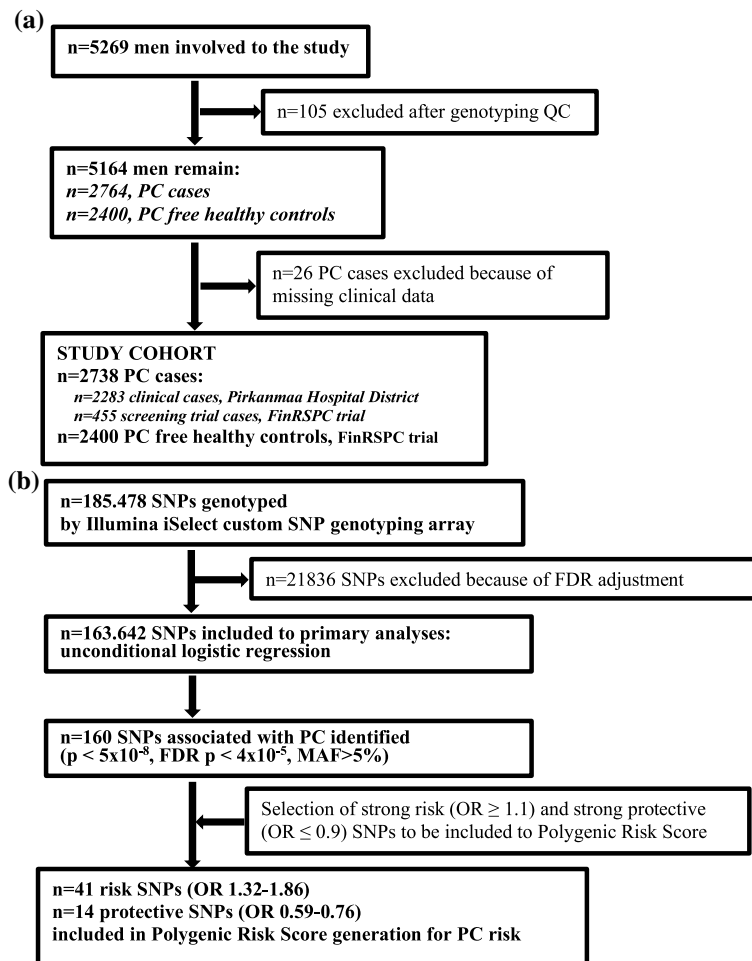 (a)
n=5269 men involved to the study
n=105 excluded after genotyping QC
n=5164 men remain:
n=2764, PC cases
n=2400, PC free healthy controls
n=26 PC cases excluded because of
missing clinical data
STUDY COHORT
n=2738 PC cases:
n=2283 clinical cases, Pirkanmaa Hospital District
n=455 screening trial cases, FinRSPC trial
n=2400 PC free healthy controls, FinRSPC trial
(b)
n=185.478 SNPs genotyped
by Illumina iSelect custom SNP genotyping array
n=21836 SNPs excluded because of FDR adjustment
n=163.642 SNPs included to primary analyses:
unconditional logistic regression
n=160 SNPs associated with PC identified
(p < 5x10⁻⁸, FDR p < 4x10⁻⁵, MAF>5%)
Selection of strong risk (OR ≥ 1.1) and strong protective
(OR ≤ 0.9) SNPs to be included to Polygenic Risk Score
n=41 risk SNPs (OR 1.32-1.86)
n=14 protective SNPs (OR 0.59-0.76)
included in Polygenic Risk Score generation for PC risk